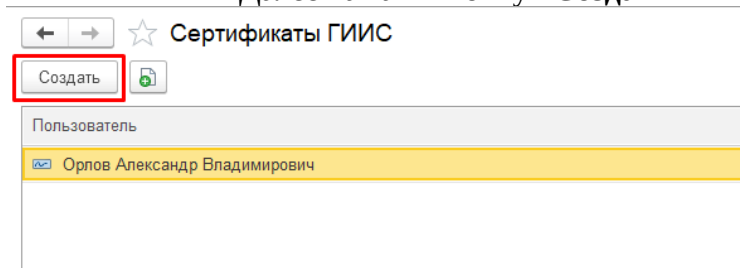 Сертификаты ГИИС
Создать
Пользователь
Орлов Александр Владимирович